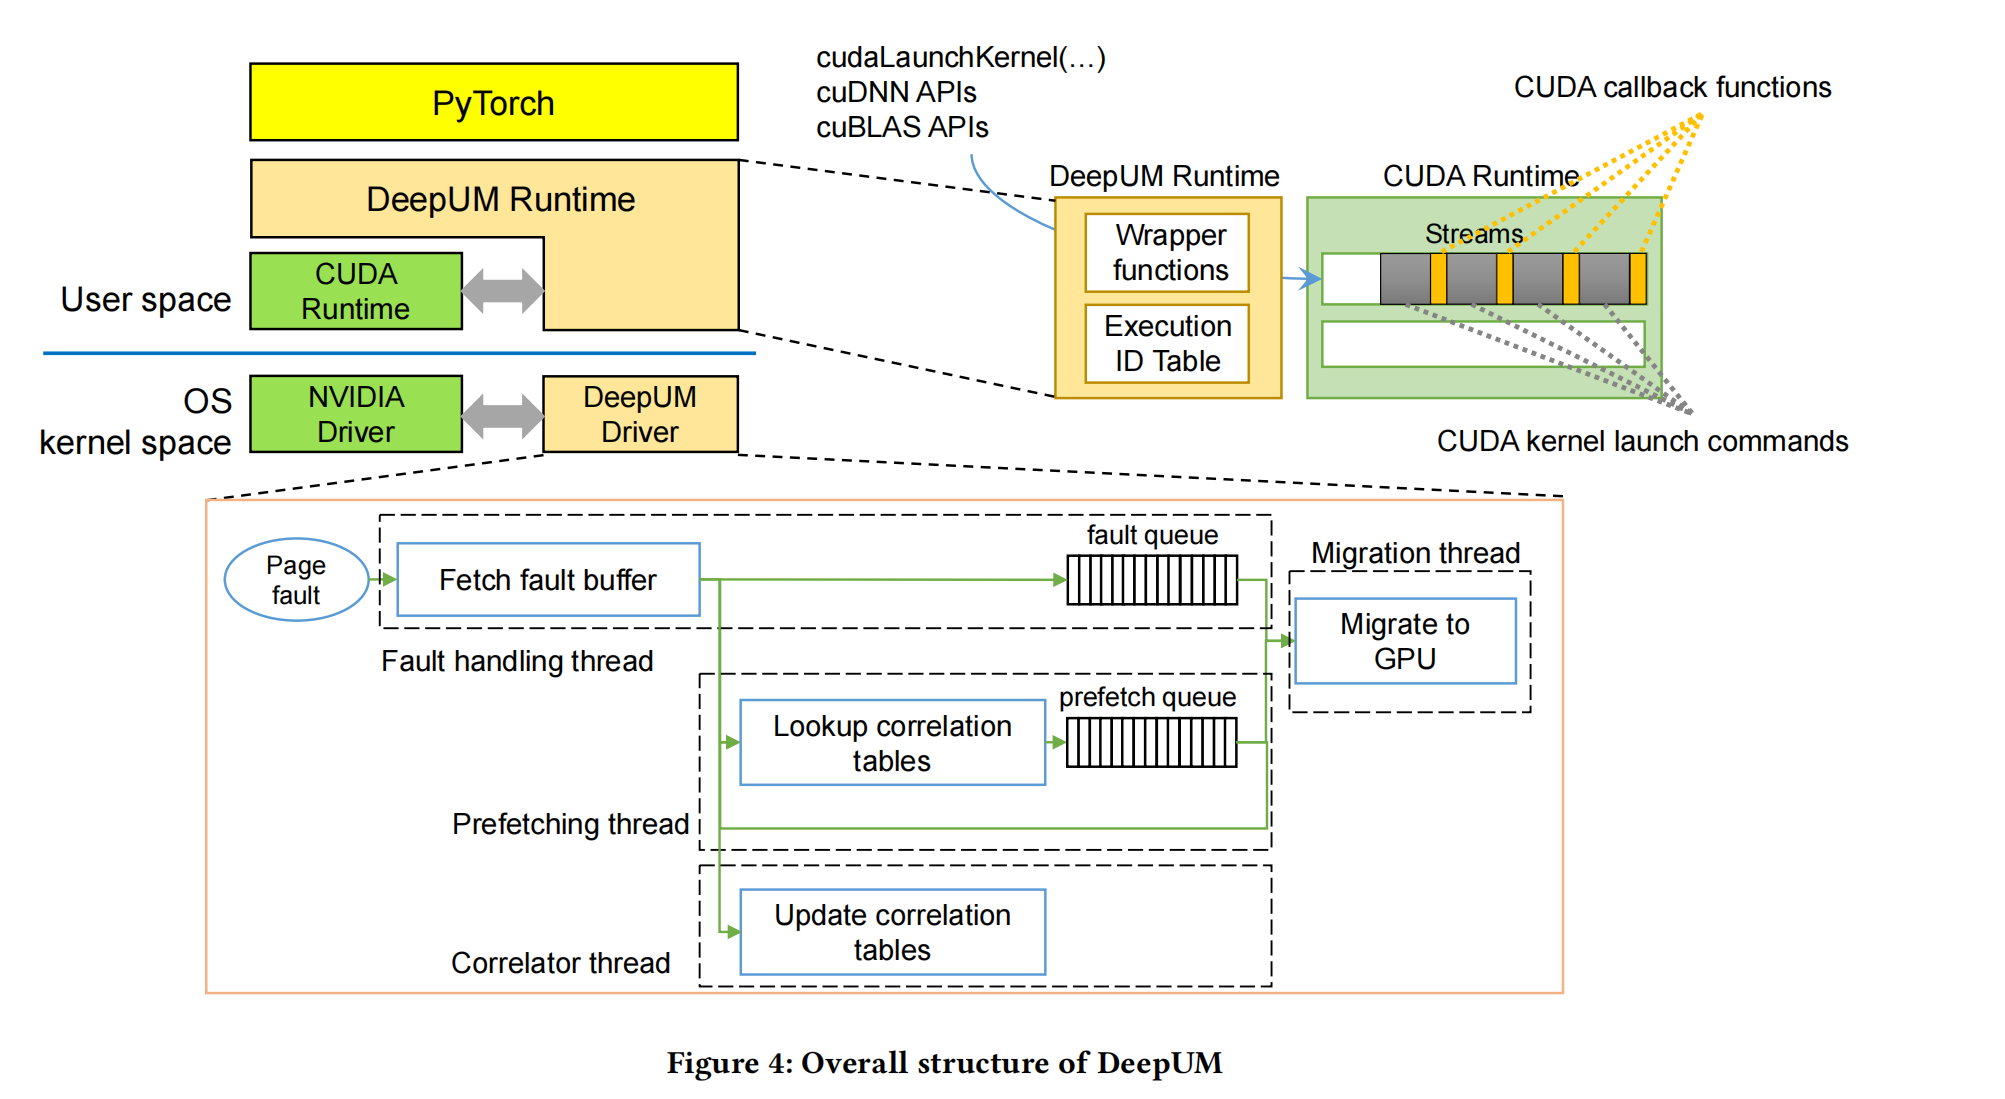 PyTorch
DeepUM Runtime
CUDA
Runtime
User space
OS
kernel space
NVIDIA
Driver
DeepUM
Driver
cudaLaunchKernel(…)
cuDNN APIs
cuBLAS APIs
DeepUM Runtime
Wrapper
functions
Execution
ID Table
CUDA Runtime
Streams
CUDA callback functions
CUDA kernel launch commands
Page
fault
Fetch fault buffer
fault queue
Fault handling thread
Migration thread
Migrate to
GPU
Lookup correlation
tables
prefetch queue
Prefetching thread
Update correlation
tables
Correlator thread
Figure 4: Overall structure of DeepUM